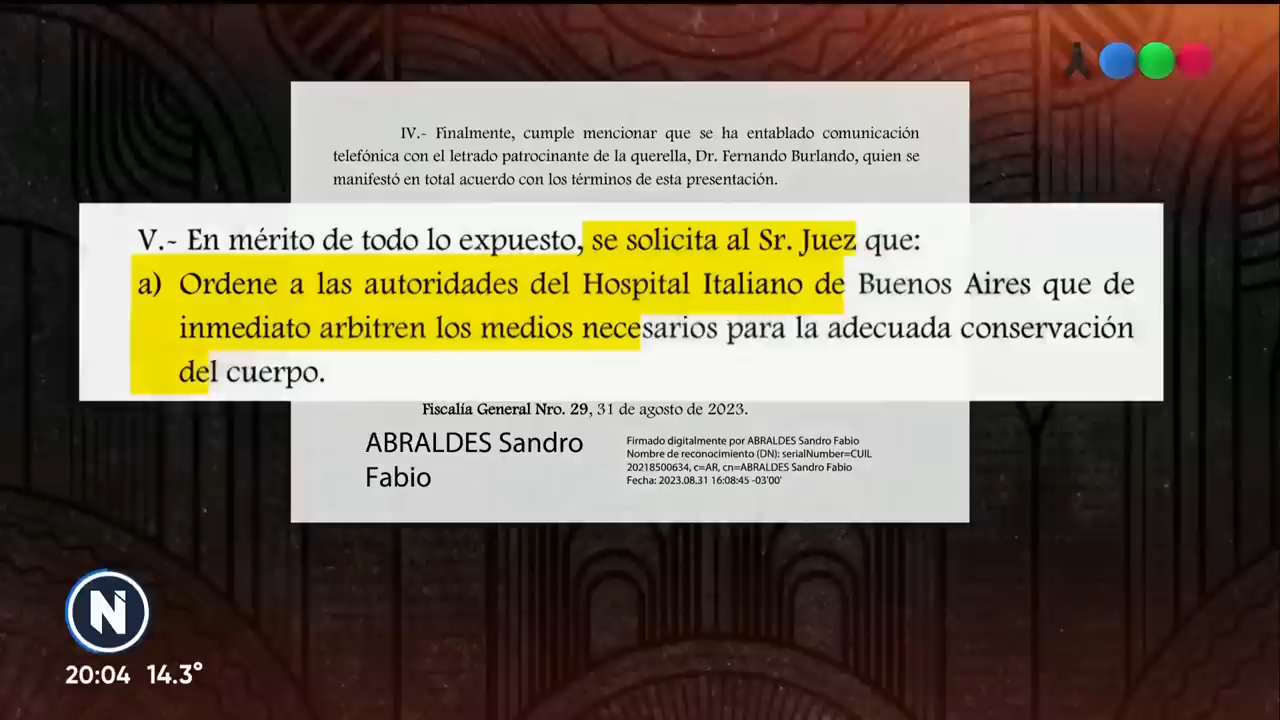 IV.- Finalmente, cumple mencionar que se ha entablado comunicación
telefónica con el letrado patrocinante de la querella, Dr. Fernando Burlando, quien se
manifestó en total acuerdo con los términos de esta presentación.
V.- En mérito de todo lo expuesto, se solicita al Sr. Juez que:
a) Ordene a las autoridades del Hospital Italiano de Buenos Aires que de
inmediato arbitren los medios necesarios para la adecuada conservación
del cuerpo.
Fiscalía General Nro. 29, 31 de agosto de 2023.
ABRALDES Sandro
Fabio
Firmado digitalmente por ABRALDES Sandro Fabio
Nombre de reconocimiento (DN): serialNumber=CUIL
20218500634, c=AR, cn=ABRALDES Sandro Fabio
Fecha: 2023.08.31 16:08:45 -03'00'
N
20:04 14.3°